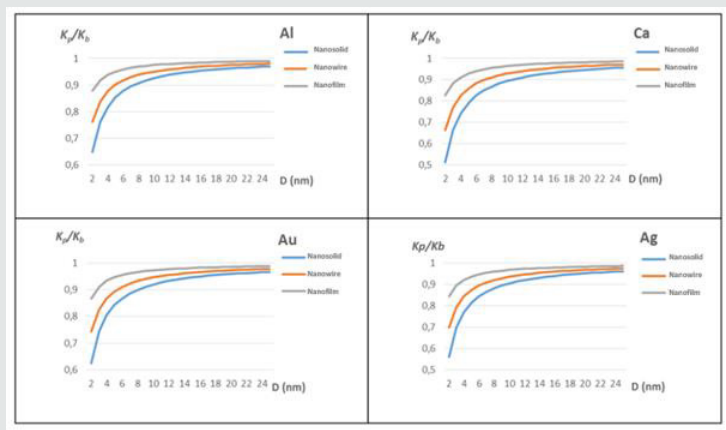 Kp/Kb
Al
Nanosolid
Nanowire
Nanofilm
1
0,9
0,8
0,7
0,6
2 4 6 8 10 12 14 16 18 20 22 24
D (nm)
Kp/Kb
Ca
Nanosolid
Nanowire
Nanofilm
1
0,9
0,8
0,7
0,6
0,5
2 4 6 8 10 12 14 16 18 20 22 24
D (nm)
Kp/Kb
Au
Nanosolid
Nanowire
Nanofilm
1
0,9
0,8
0,7
0,6
2 4 6 8 10 12 14 16 18 20 22 24
D (nm)
Kp/Kb
Ag
Nanosolid
Nanowire
Nanofilm
1
0,9
0,8
0,7
0,6
0,5
2 4 6 8 10 12 14 16 18 20 22 24
D (nm)